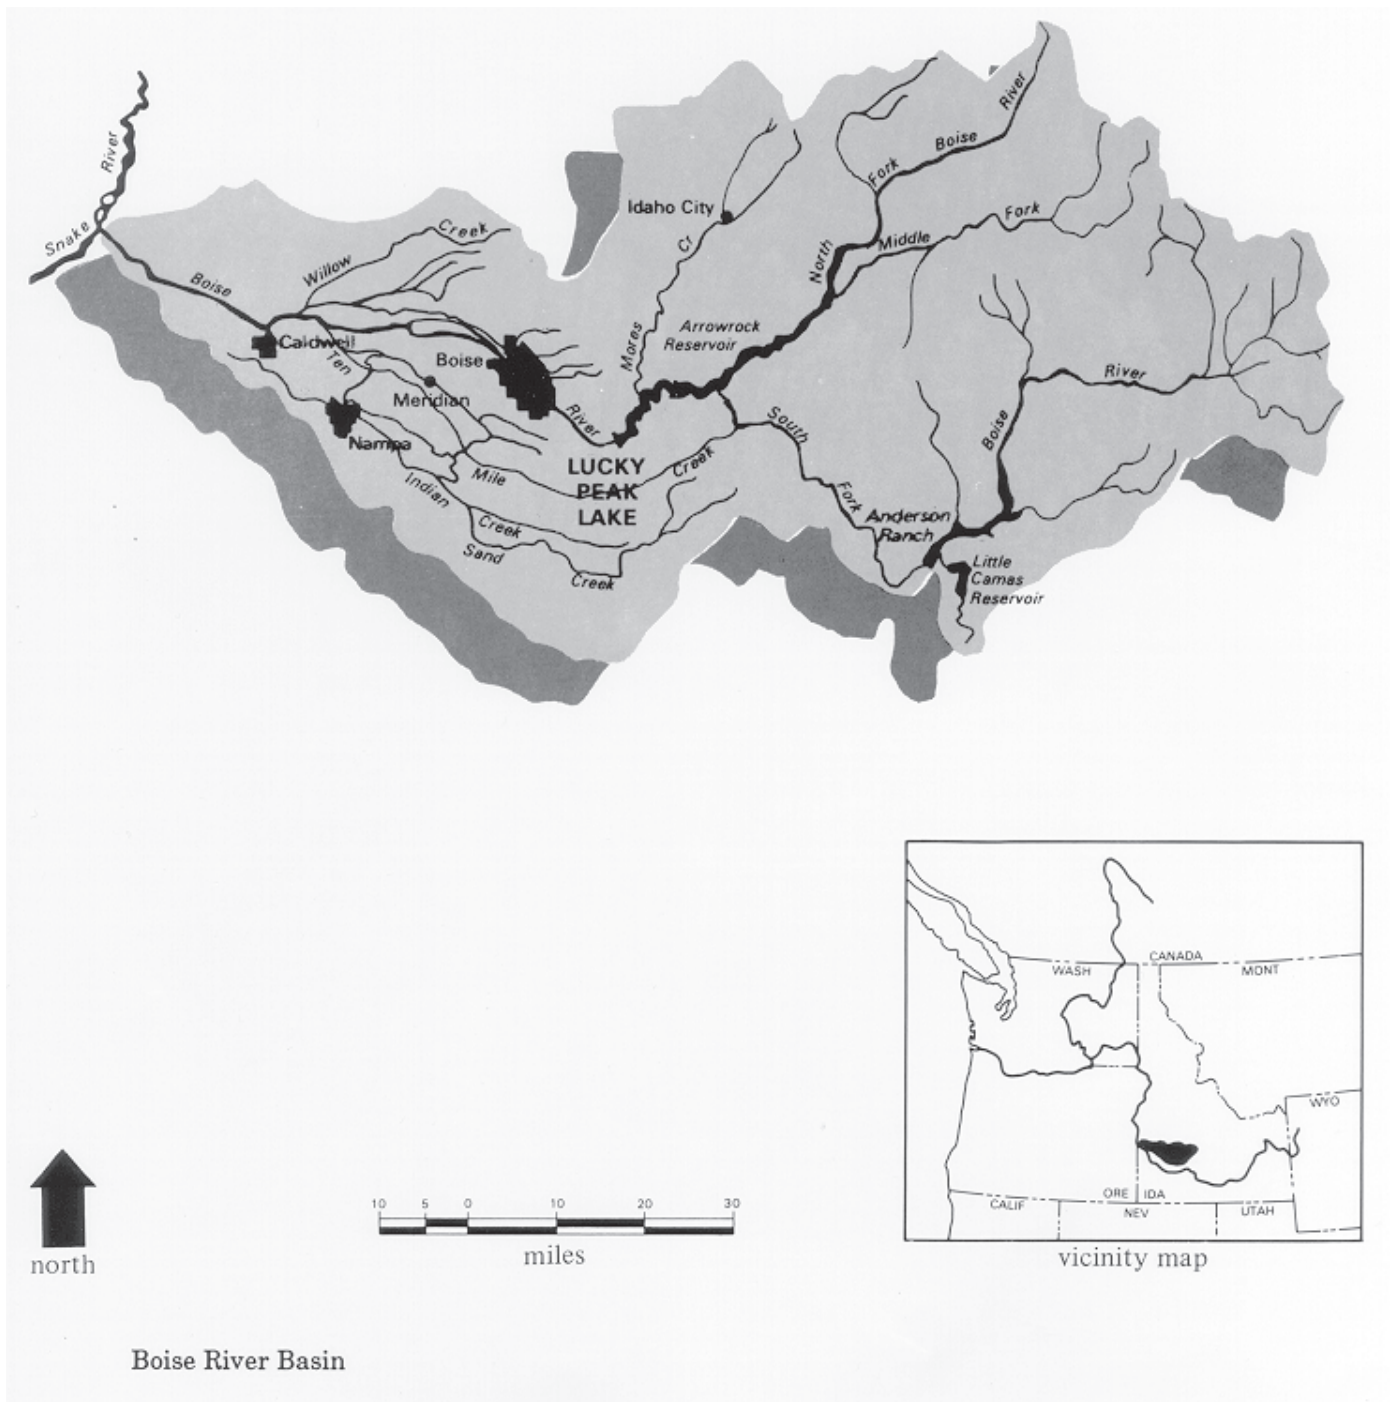 River
Snake
Boise
Willow
Creek
Caldwell
Ten
Boise
Meridian
Nampa
Mile
Creek
Indian
Creek
Sand
Creek
River
LUCKY
PEAK
LAKE
Idaho City
Mores
Cr
Arrowrock
Reservoir
North
Fork
Boise
River
Middle
Fork
South
Fork
Boise
River
Anderson
Ranch
Little
Camas
Reservoir
10 5 0 10 20 30
miles
north
CANADA
WASH
MONT
WYO
ORE IDA
CALIF
NEV
UTAH
vicinity map
Boise River Basin